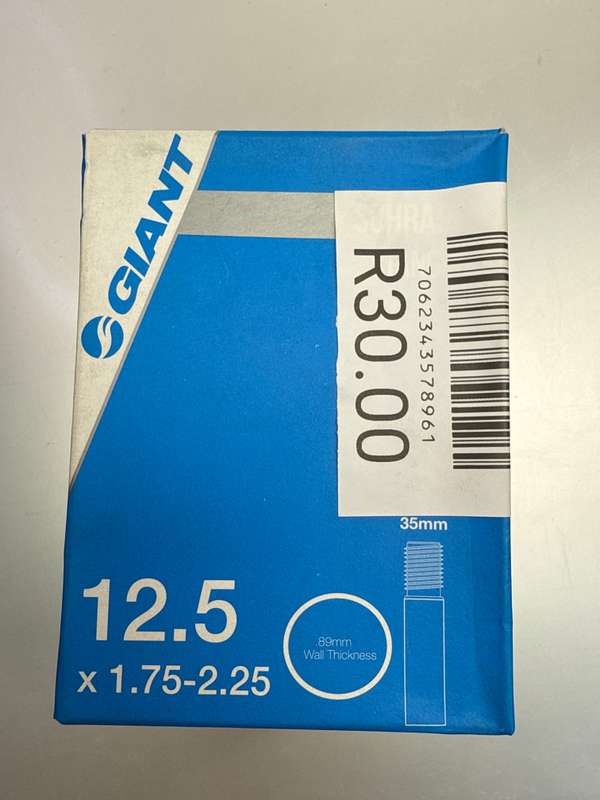 GIANT
R30.00
7062343578961
35mm
12.5
x 1.75-2.25
.89mm
Wall Thickness